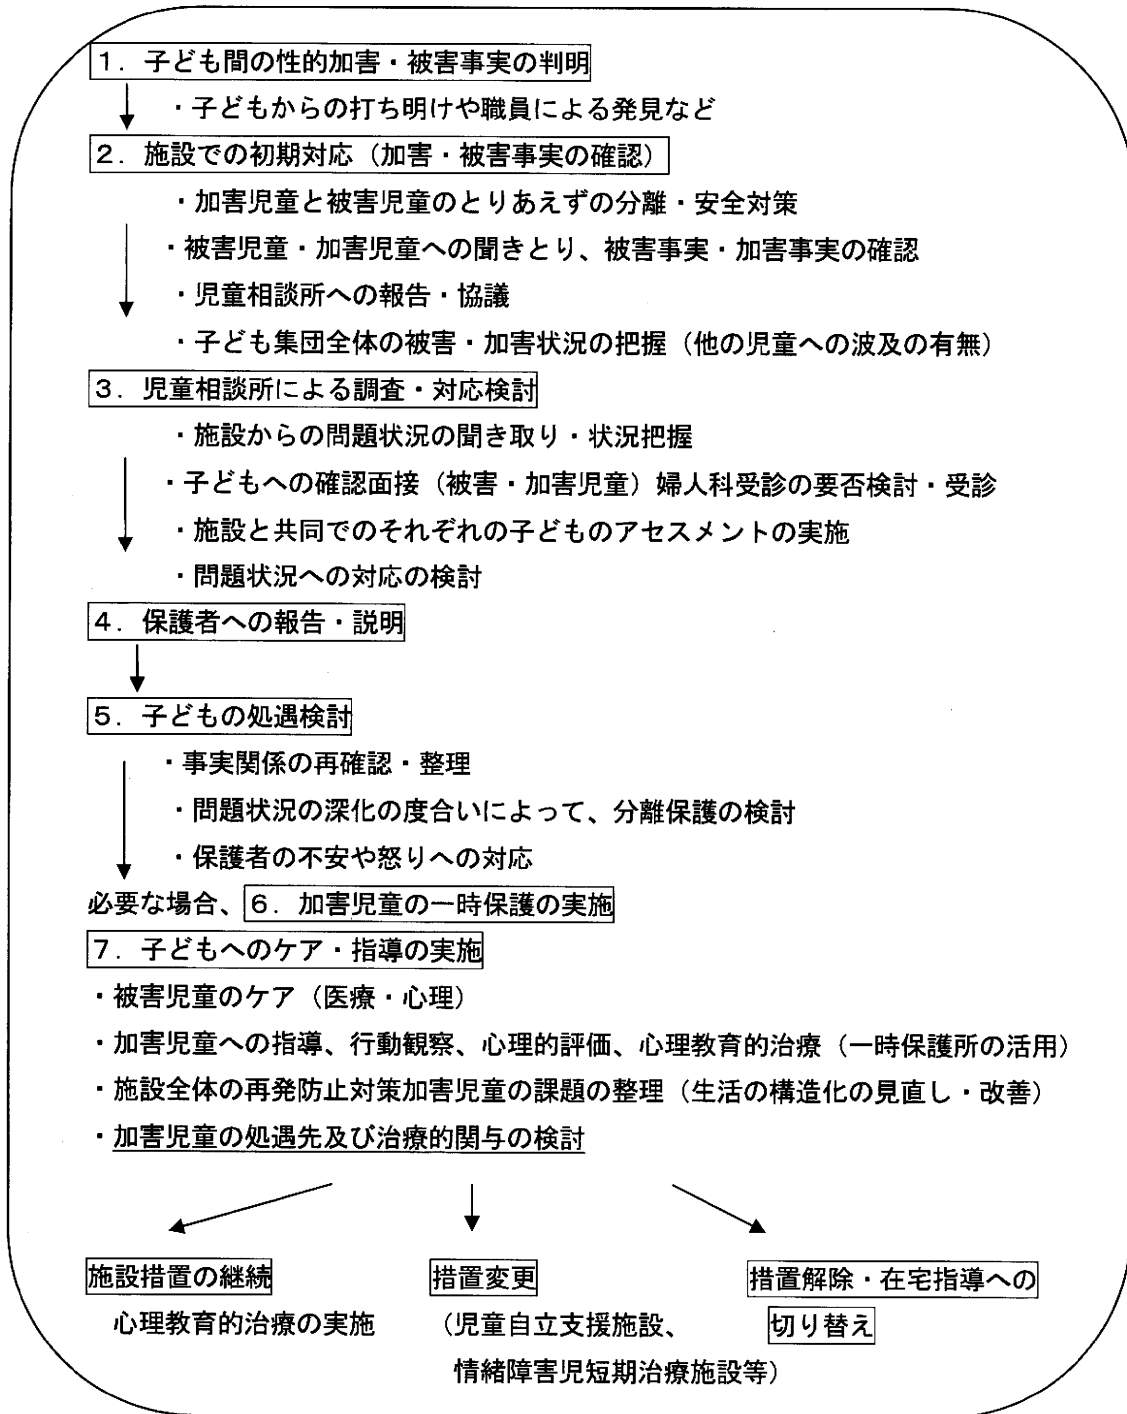 １．子ども間の性的加害・被害事実の判明
・子どもからの打ち明けや職員による発見など
２．施設での初期対応（加害・被害事実の確認）
・加害児童と被害児童のとりあえずの分離・安全対策
・被害児童・加害児童への聞きとり、被害事実・加害事実の確認
・児童相談所への報告・協議
・子ども集団全体の被害・加害状況の把握（他の児童への波及の有無）
３．児童相談所による調査・対応検討
・施設からの問題状況の聞き取り・状況把握
・子どもへの確認面接（被害・加害児童）婦人科受診の要否検討・受診
・施設と共同でのそれぞれの子どものアセスメントの実施
・問題状況への対応の検討
４．保護者への報告・説明
５．子どもの処遇検討
・事実関係の再確認・整理
・問題状況の深化の度合いによって、分離保護の検討
・保護者の不安や怒りへの対応
必要な場合、６．加害児童の一時保護の実施
７．子どもへのケア・指導の実施
・被害児童のケア（医療・心理）
・加害児童への指導、行動観察、心理的評価、心理教育的治療（一時保護所の活用）
・施設全体の再発防止対策加害児童の課題の整理（生活の構造化の見直し・改善）
・加害児童の処遇先及び治療的関与の検討
施設措置の継続 措置変更 措置解除・在宅指導への
心理教育的治療の実施 （児童自立支援施設、 切り替え
情緒障害児短期治療施設等）